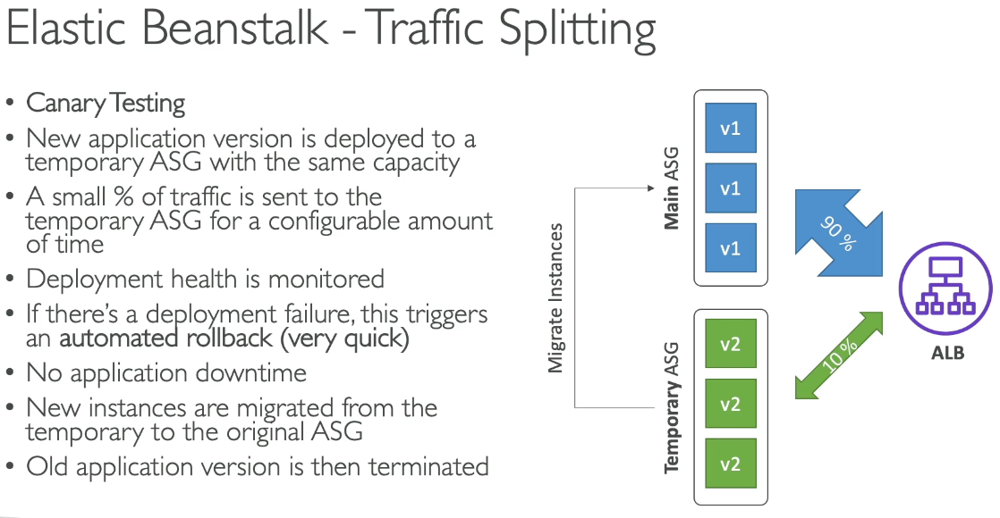 Elastic Beanstalk - Traffic Splitting
• Canary Testing
• New application version is deployed to a
temporary ASG with the same capacity
• A small % of traffic is sent to the
temporary ASG for a configurable amount
of time
• Deployment health is monitored
• If there's a deployment failure, this triggers
an automated rollback (very quick)
• No application downtime
• New instances are migrated from the
temporary to the original ASG
• Old application version is then terminated
Migrate Instances
Main ASG
v1
v1
v1
90 %
Temporary ASG
v2
v2
v2
10 %
ALB